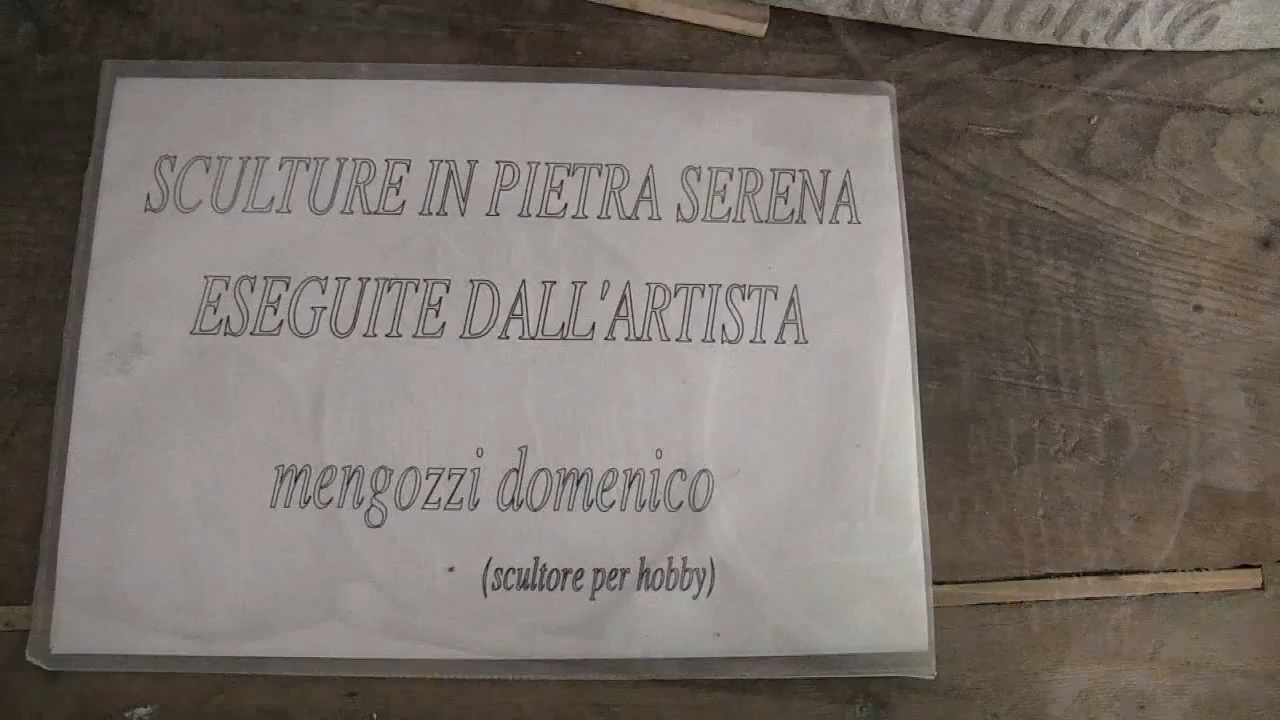 SCULTURE IN PIETRA SERENA
ESEGUITE DALL'ARTISTA
mengozzi domenico
(scultore per hobby)